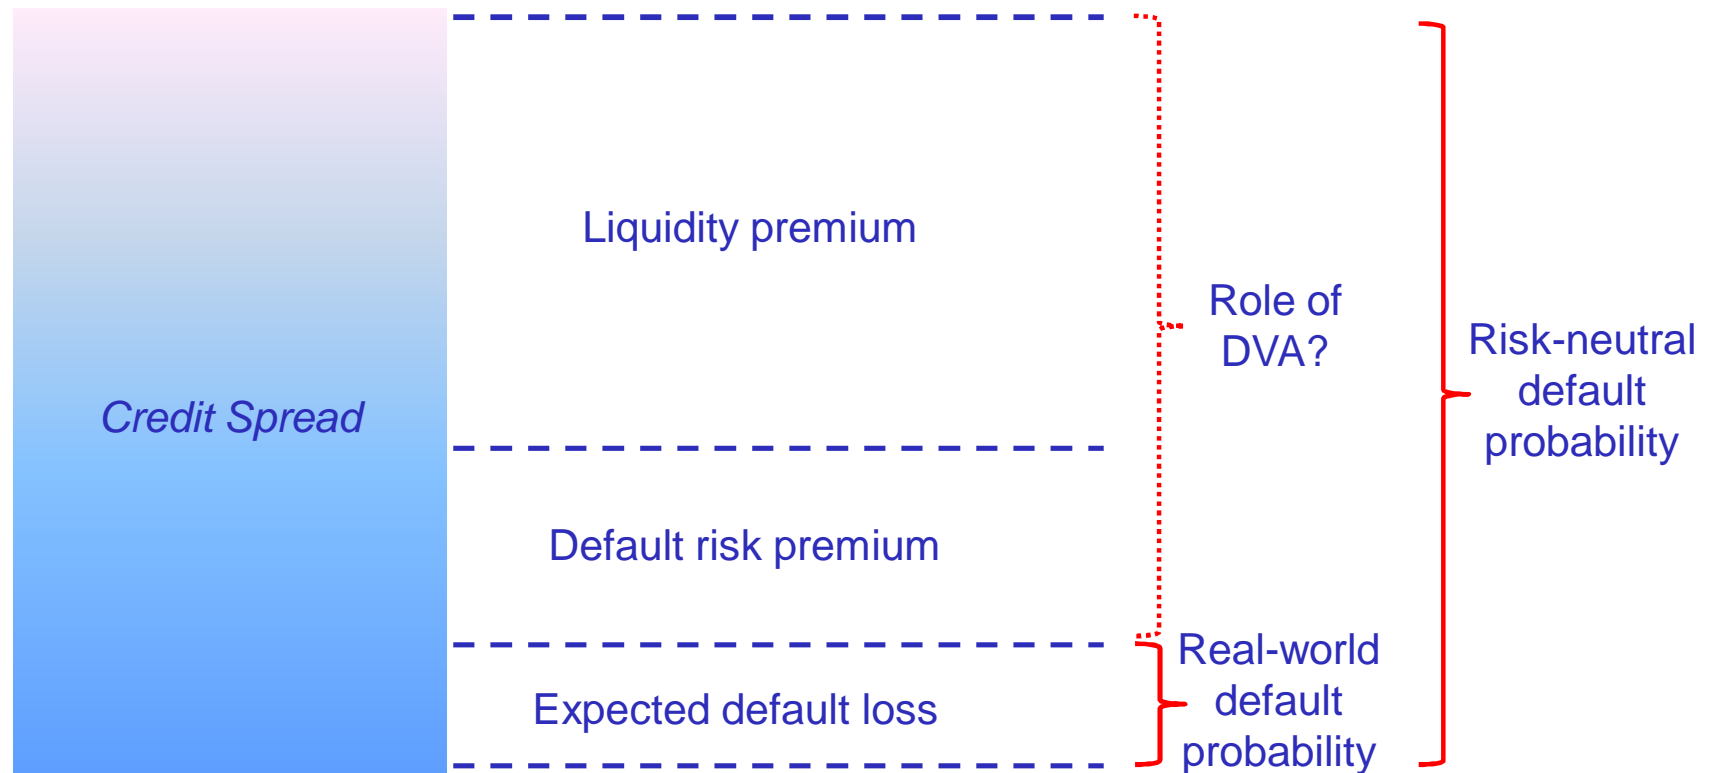 Credit Spread
Liquidity premium
Default risk premium
Expected default loss
Role of
DVA?
Real-world
default
probability
Risk-neutral
default
probability